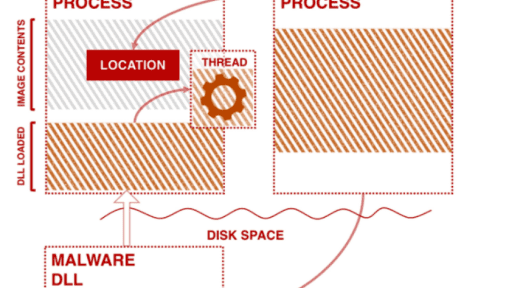 PROCESS
PROCESS
IMAGE CONTENTS
LOCATION
THREAD
DLL LOADED
DISK SPACE
MALWARE
DLL